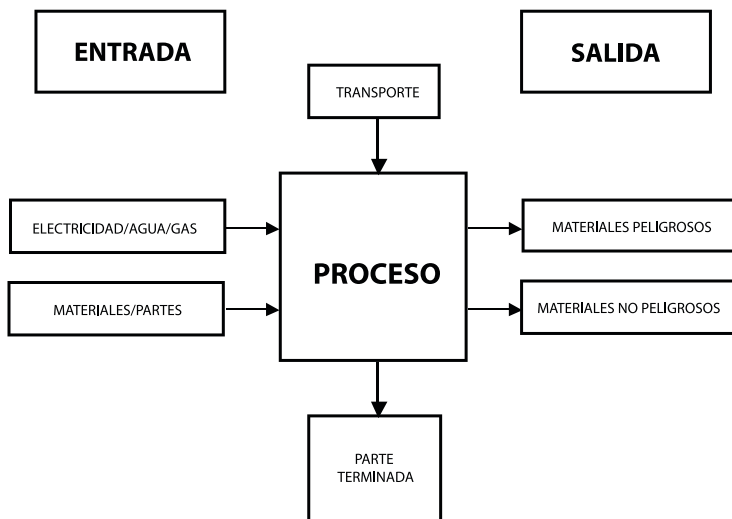 ENTRADA
SALIDA
TRANSPORTE
ELECTRICIDAD/AGUA/GAS
MATERIALES PELIGROSOS
PROCESO
MATERIALES/PARTES
MATERIALES NO PELIGROSOS
PARTE
TERMINADA